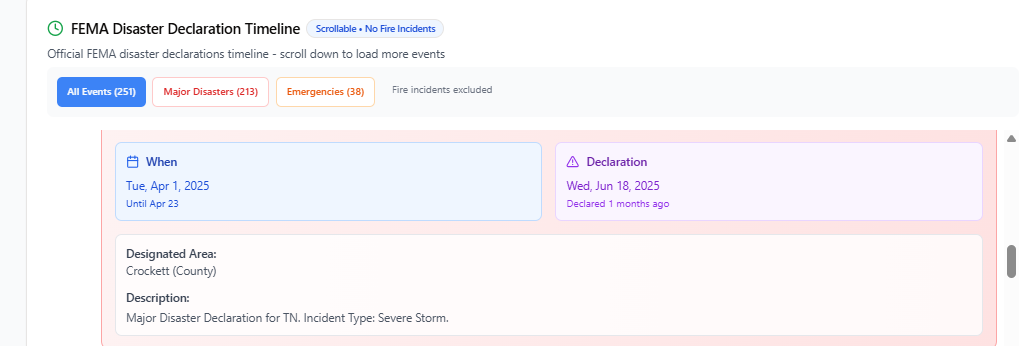 FEMA Disaster Declaration Timeline
Scrollable • No Fire Incidents
Official FEMA disaster declarations timeline - scroll down to load more events
All Events (251)
Major Disasters (213)
Emergencies (38)
Fire incidents excluded
When
Tue, Apr 1, 2025
Until Apr 23
Declaration
Wed, Jun 18, 2025
Declared 1 months ago
Designated Area:
Crockett (County)
Description:
Major Disaster Declaration for TN. Incident Type: Severe Storm.